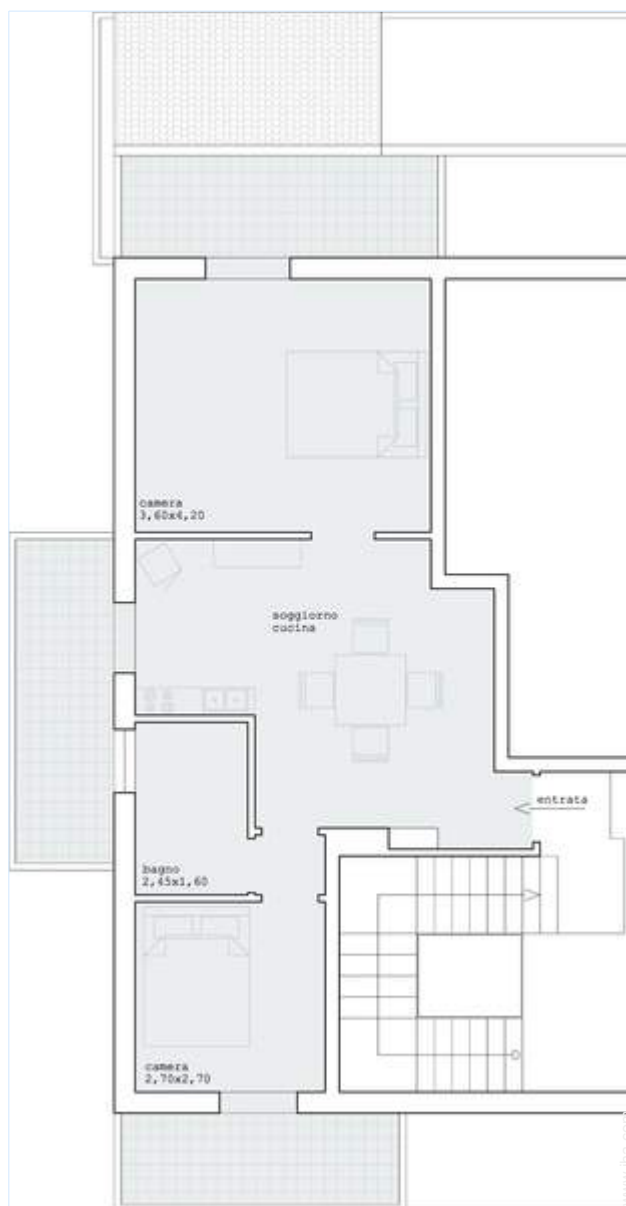 camera
3,60x4,20
soggiorno
cucina
entrata
bagno
2,45x1,60
camera
2,70x2,70